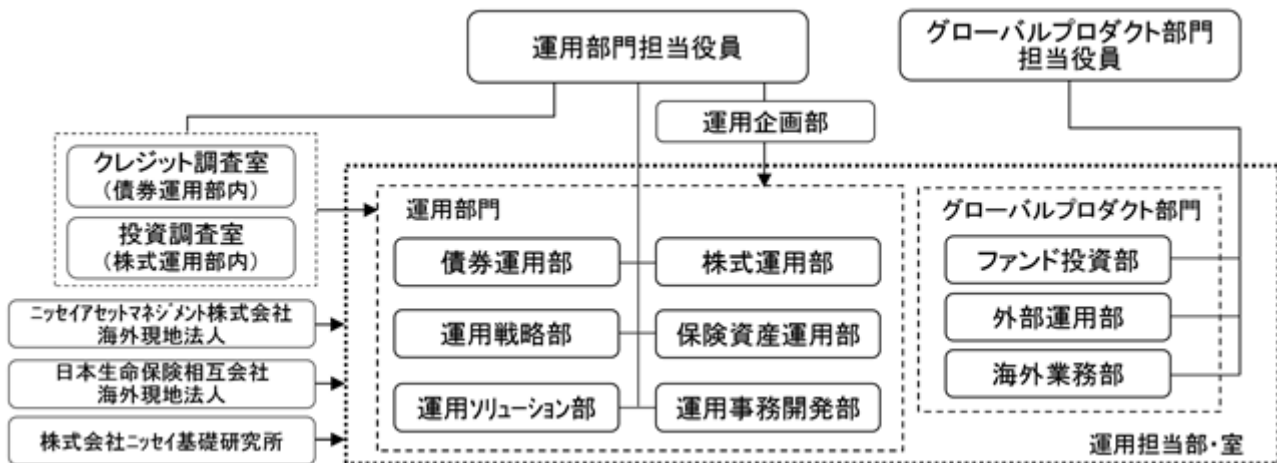 運用部門担当役員
グローバルプロダクト部門
担当役員
運用企画部
クレジット調査室
(債券運用部内)
投資調査室
(株式運用部内)
運用部門
債券運用部
株式運用部
運用戦略部
保険資産運用部
運用ソリューション部
運用事務開発部
グローバルプロダクト部門
ファンド投資部
外部運用部
海外業務部
ニッセイアセットマネジメント株式会社
海外現地法人
日本生命保険相互会社
海外現地法人
株式会社ニッセイ基礎研究所
運用担当部・室